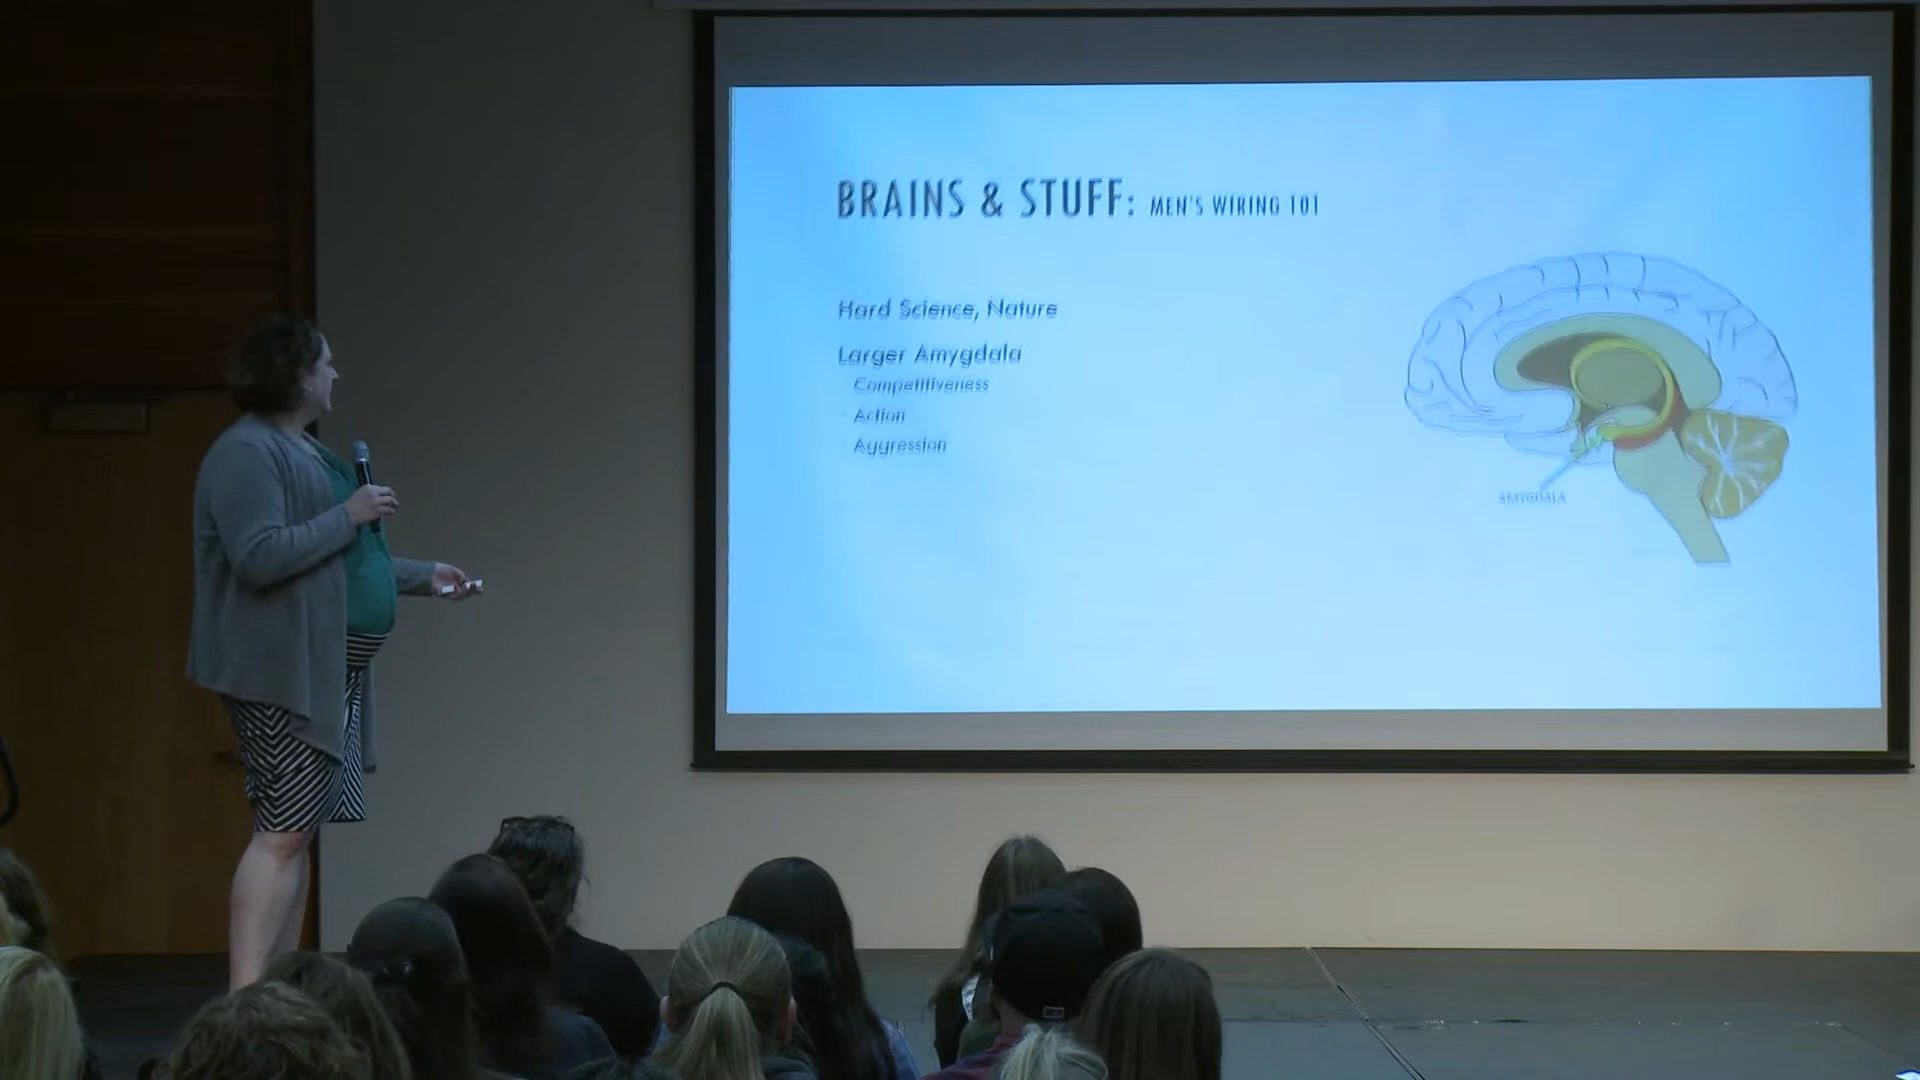 BRAINS & STUFF: MEN'S WIRING 101
Hard Science, Nature
Larger Amygdala
Competitiveness
Action
Aggression
AMYGDALA